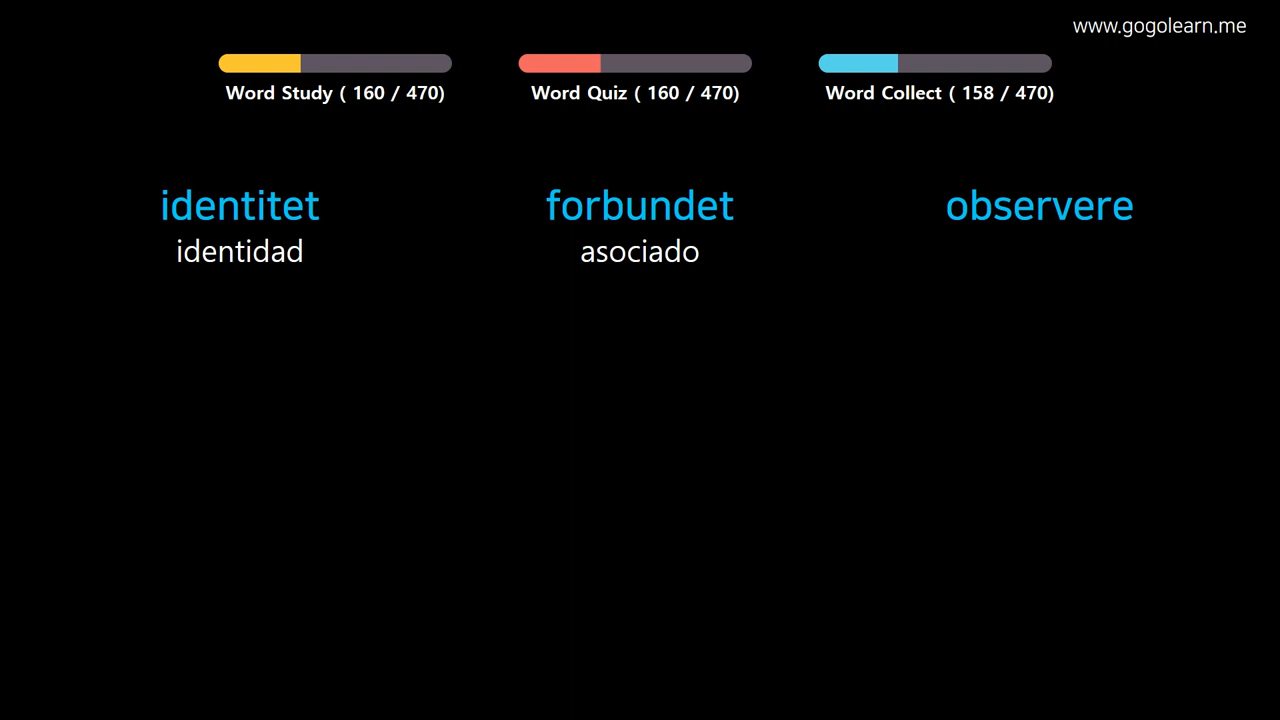 www.gogolearn.me
Word Study ( 160 / 470)
Word Quiz ( 160 / 470)
Word Collect ( 158 / 470)
identitet
identidad
forbundet
asociado
observere